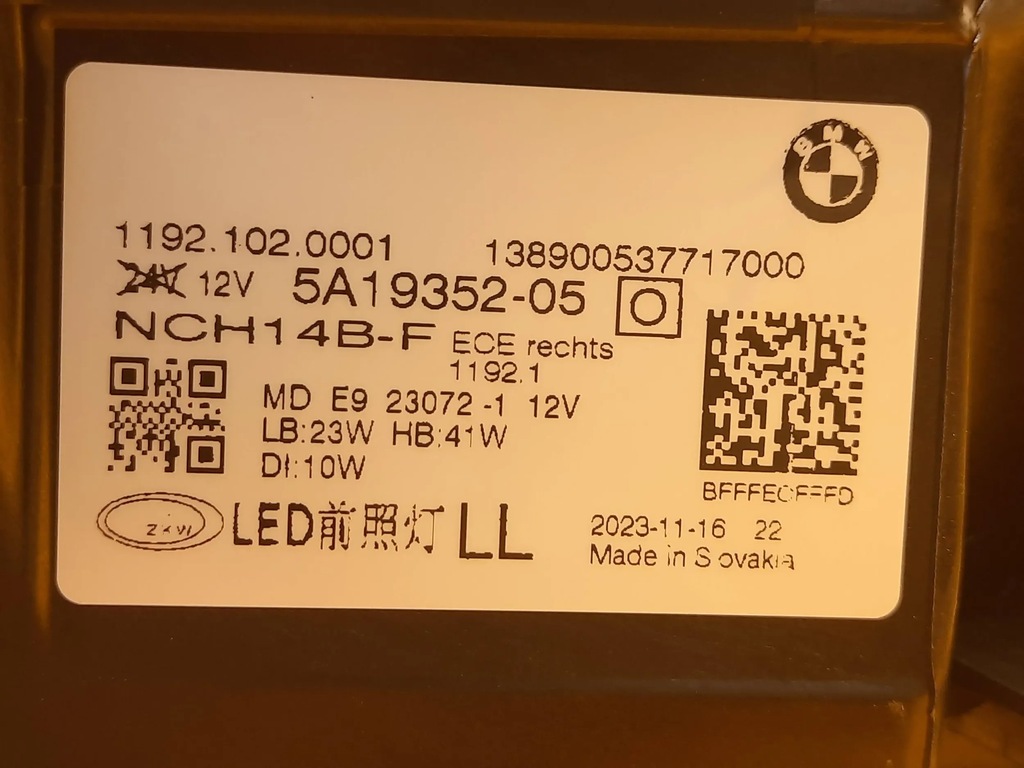 BMW
1192.102.0001 138900537717000
24V 12V 5A19352-05 O
NCH14B-F ECE rechts
1192.1
MD E9 23072-1 12V
LB:23W HB:41W
DI:10W
ZKW LED前照灯 LL
2023-11-16 22
Made in Slovakia